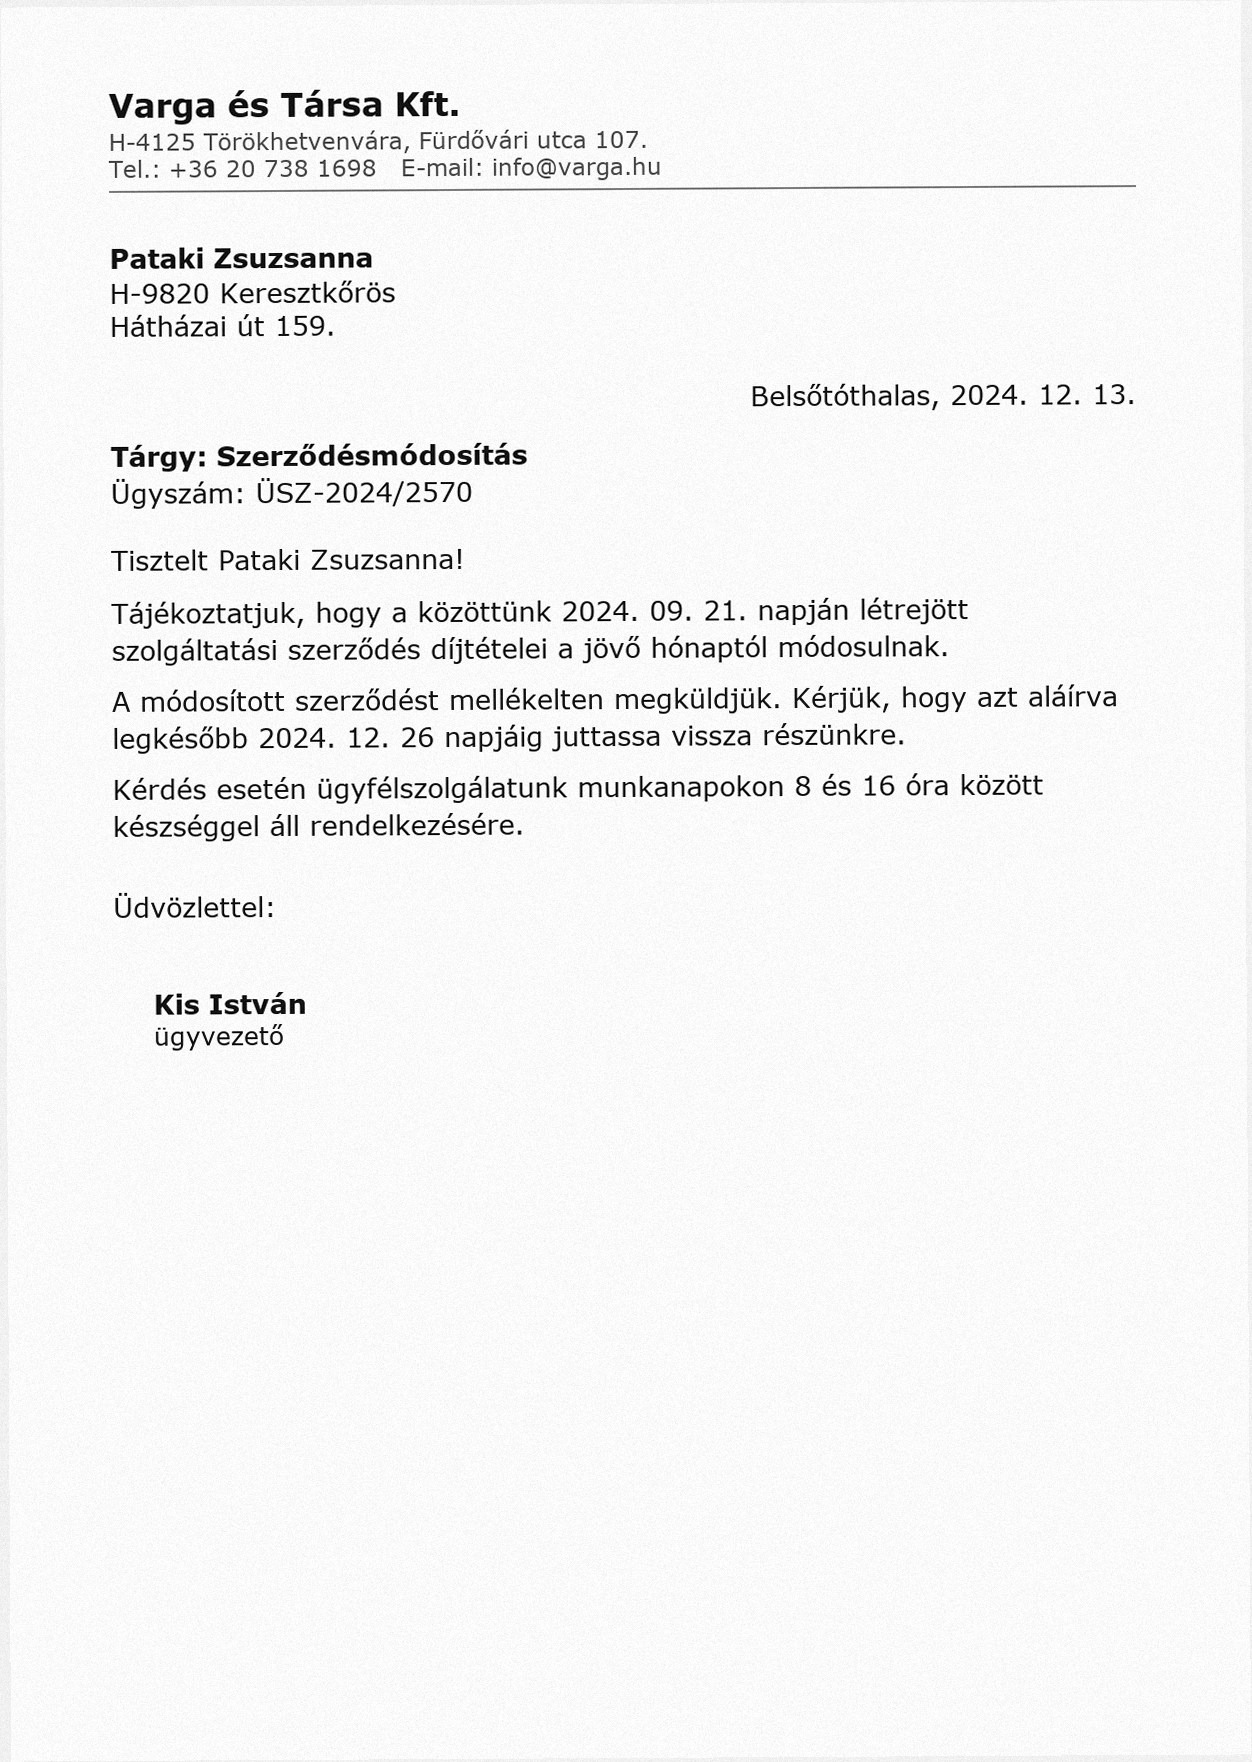 Varga és Társa Kft.
H-4125 Törökhetvenvára, Fürdővári utca 107.
Tel.: +36 20 738 1698   E-mail: info@varga.hu
Pataki Zsuzsanna
H-9820 Keresztkőrös
Hátházai út 159.
Belsőtóthalas, 2024. 12. 13.
Tárgy: Szerződésmódosítás
Ügyszám: ÜSZ-2024/2570
Tisztelt Pataki Zsuzsanna!
Tájékoztatjuk, hogy a közöttünk 2024. 09. 21. napján létrejött
szolgáltatási szerződés díjtételei a jövő hónaptól módosulnak.
A módosított szerződést mellékelten megküldjük. Kérjük, hogy azt aláírva
legkésőbb 2024. 12. 26 napjáig juttassa vissza részünkre.
Kérdés esetén ügyfélszolgálatunk munkanapokon 8 és 16 óra között
készséggel áll rendelkezésére.
Üdvözlettel:
Kis István
ügyvezető